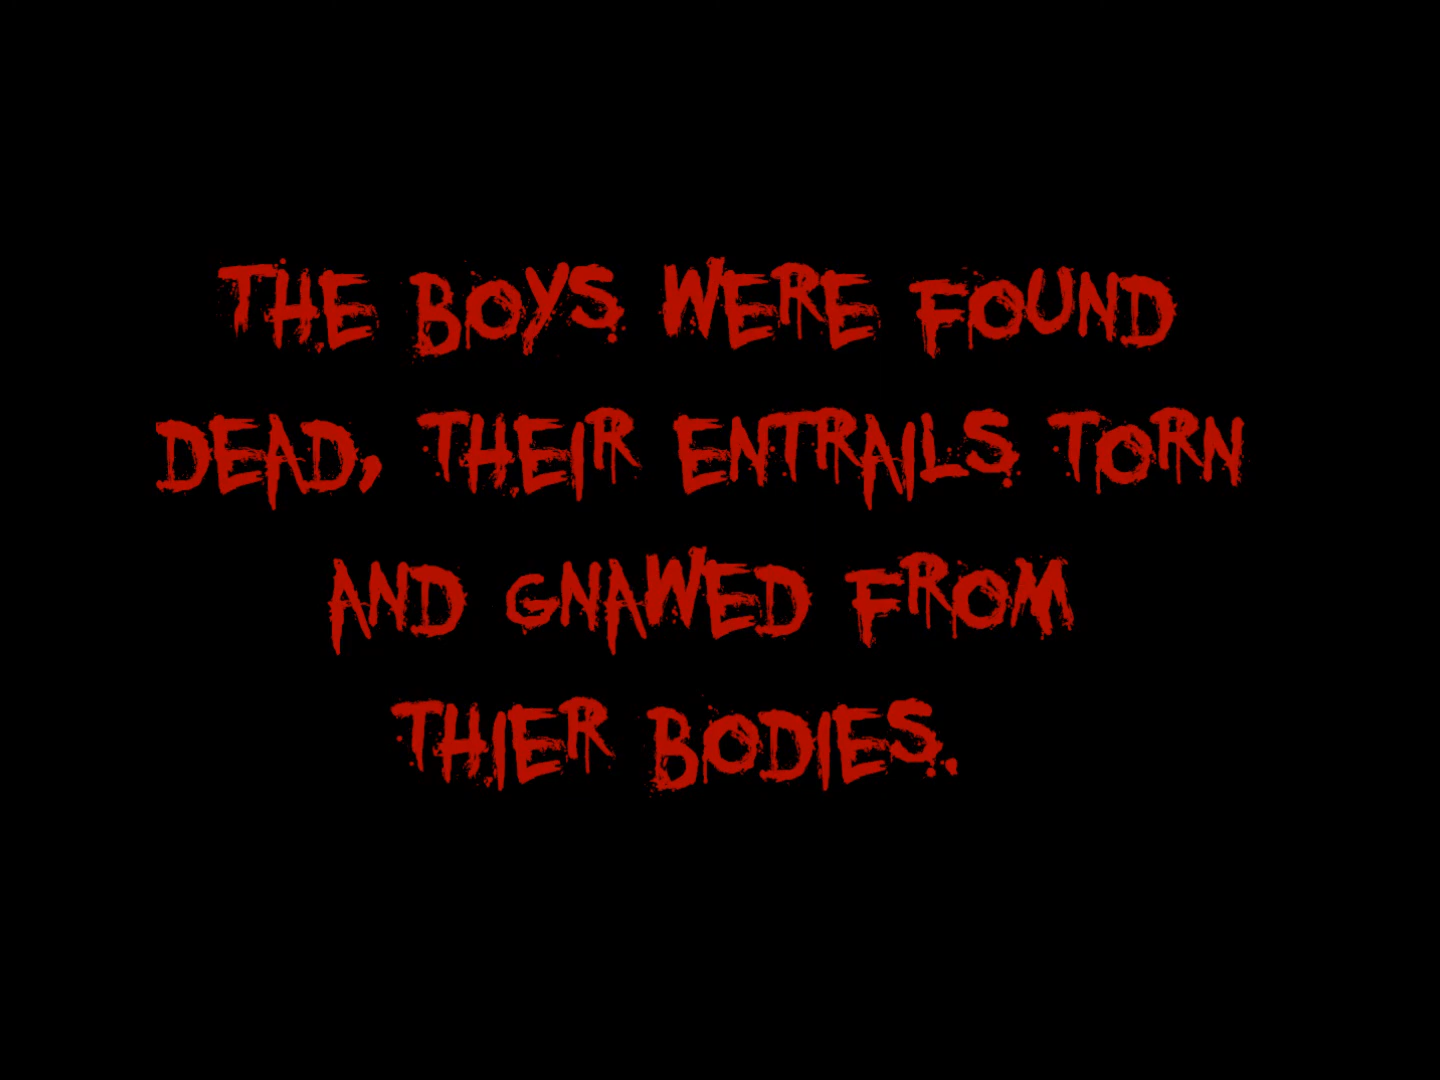 THE BOYS WERE FOUND
DEAD, THEIR ENTRAILS TORN
AND GNAWED FROM
THIER BODIES.